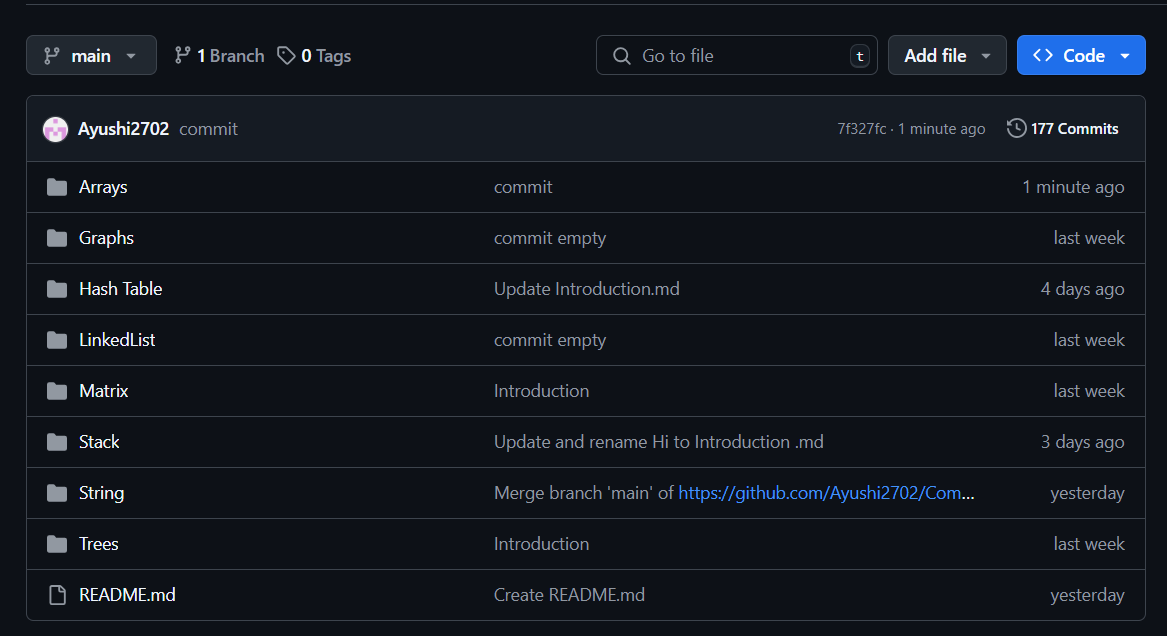 main 1 Branch 0 Tags Go to file t Add file Code
Ayushi2702 commit 7f327fc · 1 minute ago 177 Commits
Arrays commit 1 minute ago
Graphs commit empty last week
Hash Table Update Introduction.md 4 days ago
LinkedList commit empty last week
Matrix Introduction last week
Stack Update and rename Hi to Introduction .md 3 days ago
String Merge branch 'main' of https://github.com/Ayushi2702/Com... yesterday
Trees Introduction last week
README.md Create README.md yesterday